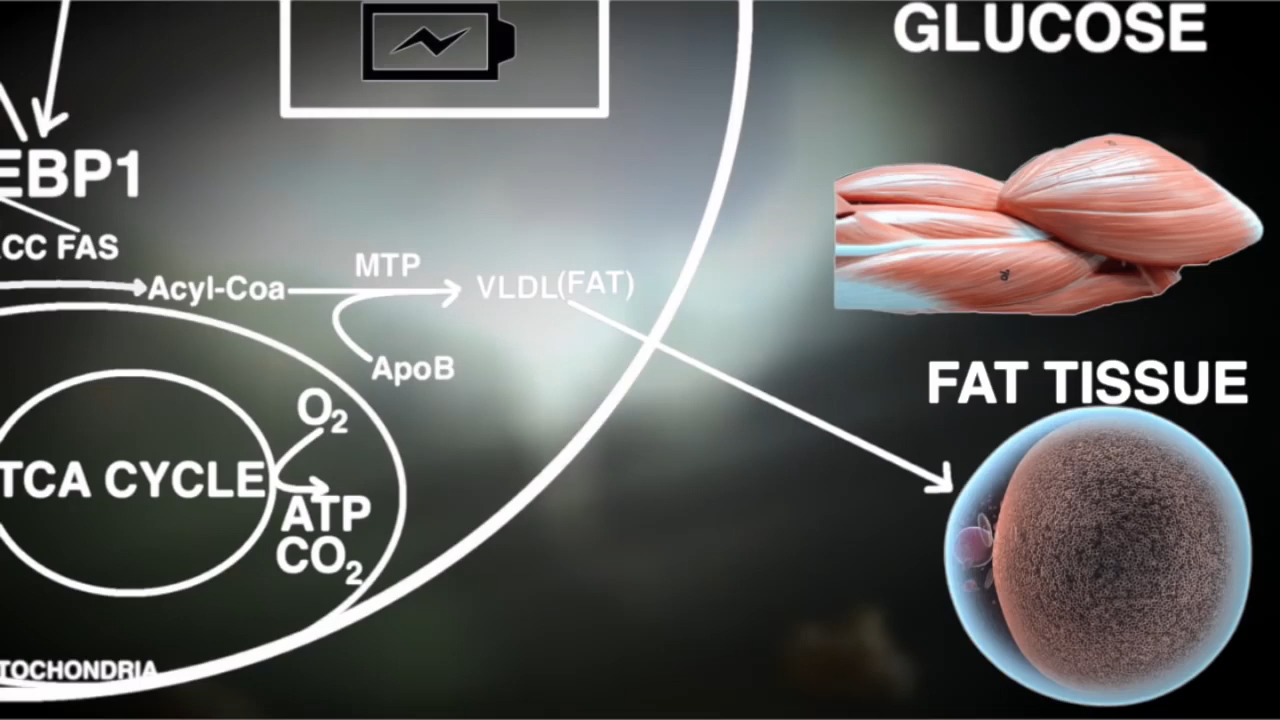 GLUCOSE
EBP1
CC FAS
MTP
Acyl-Coa
VLDL(FAT)
ApoB
FAT TISSUE
O2
TCA CYCLE
ATP
CO2
TOCHONDRIA